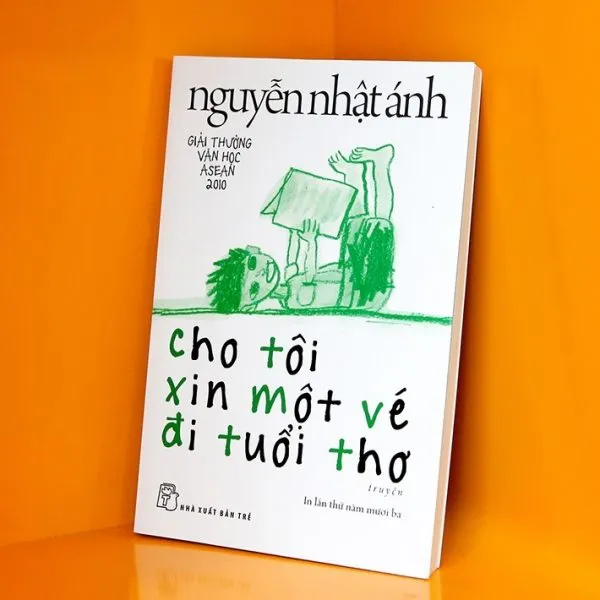 nguyễn nhật ánh
GIẢI THƯỞNG
VĂN HỌC
ASEAN
2010
cho tôi
xin một vé
đi tuổi thơ
truyện
In lần thứ năm mươi ba
NHÀ XUẤT BẢN TRẺ